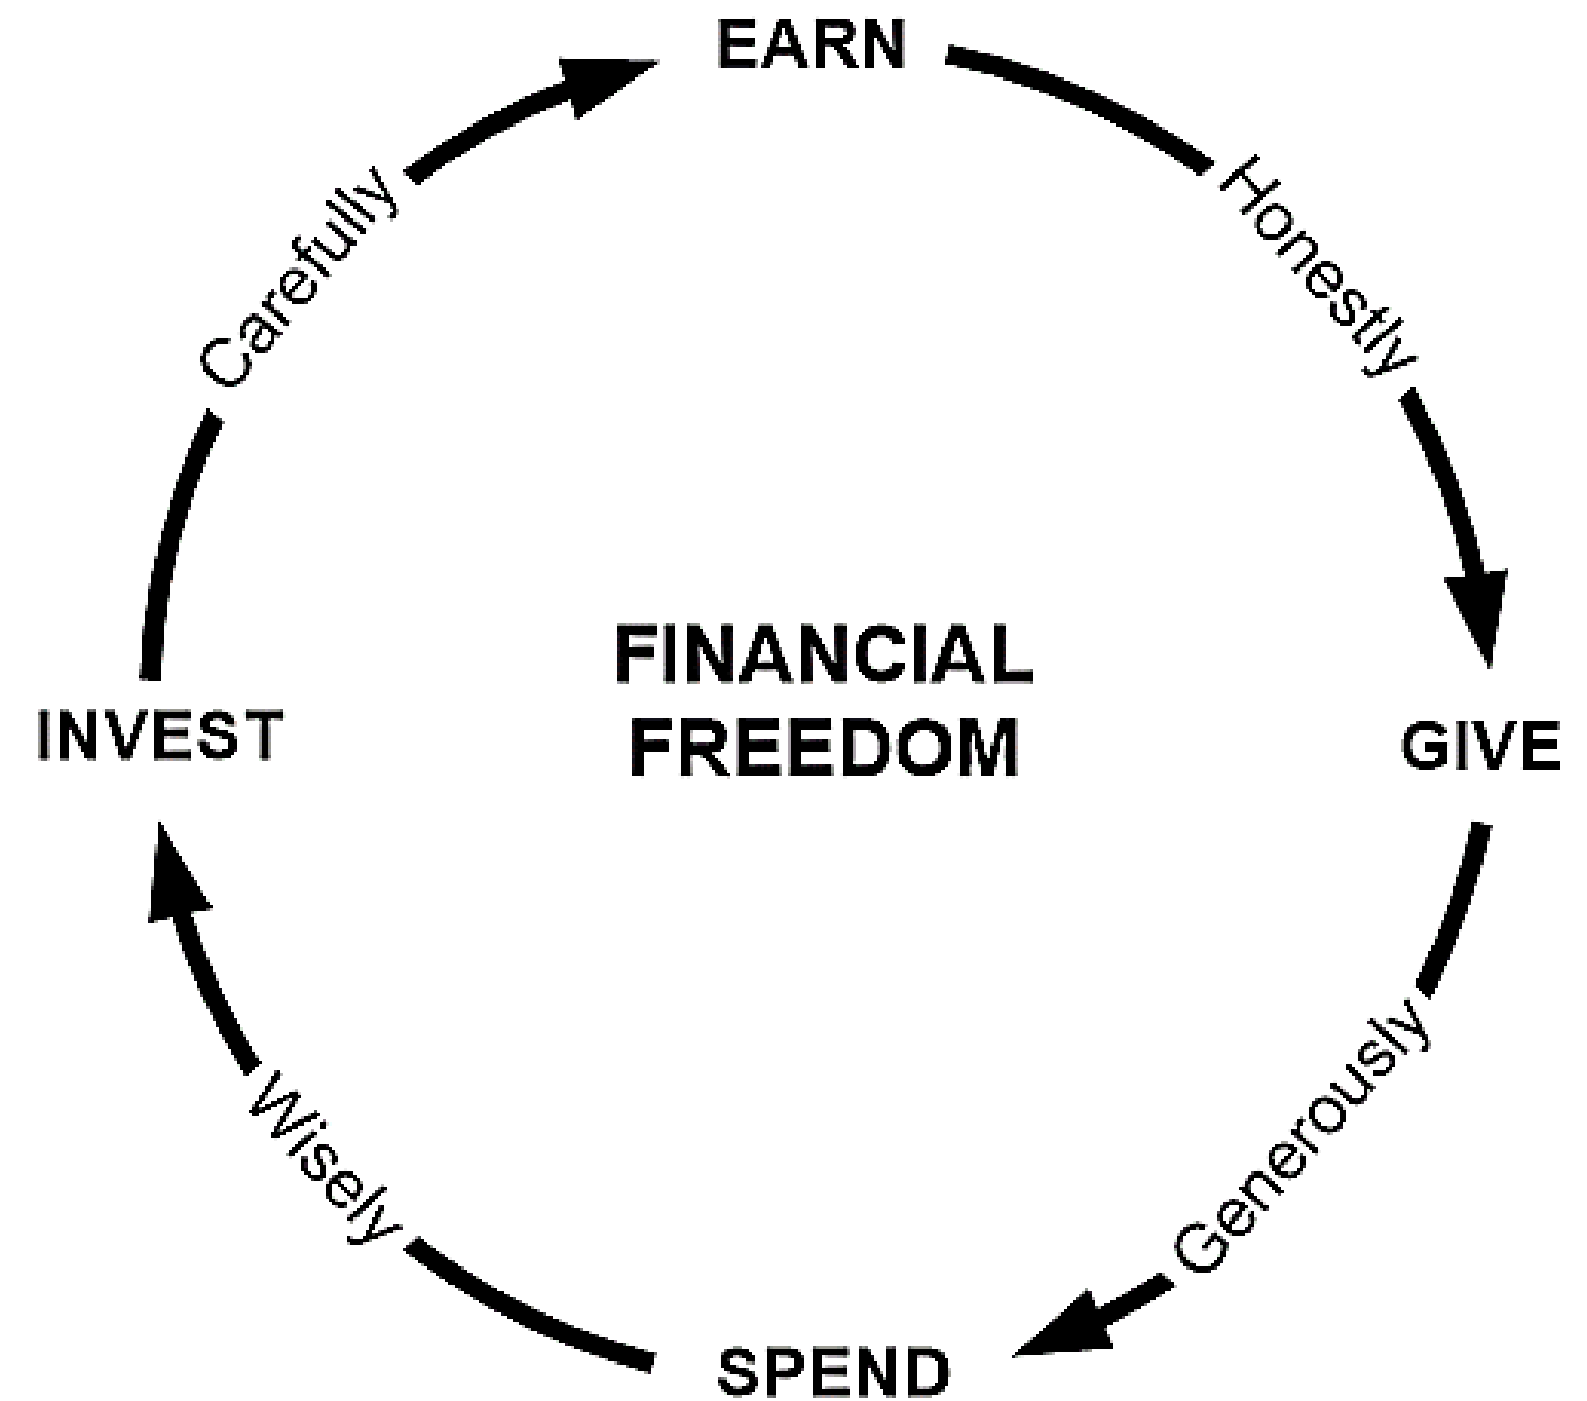 EARN
Honestly
GIVE
Generously
SPEND
Wisely
INVEST
Carefully
FINANCIAL
FREEDOM